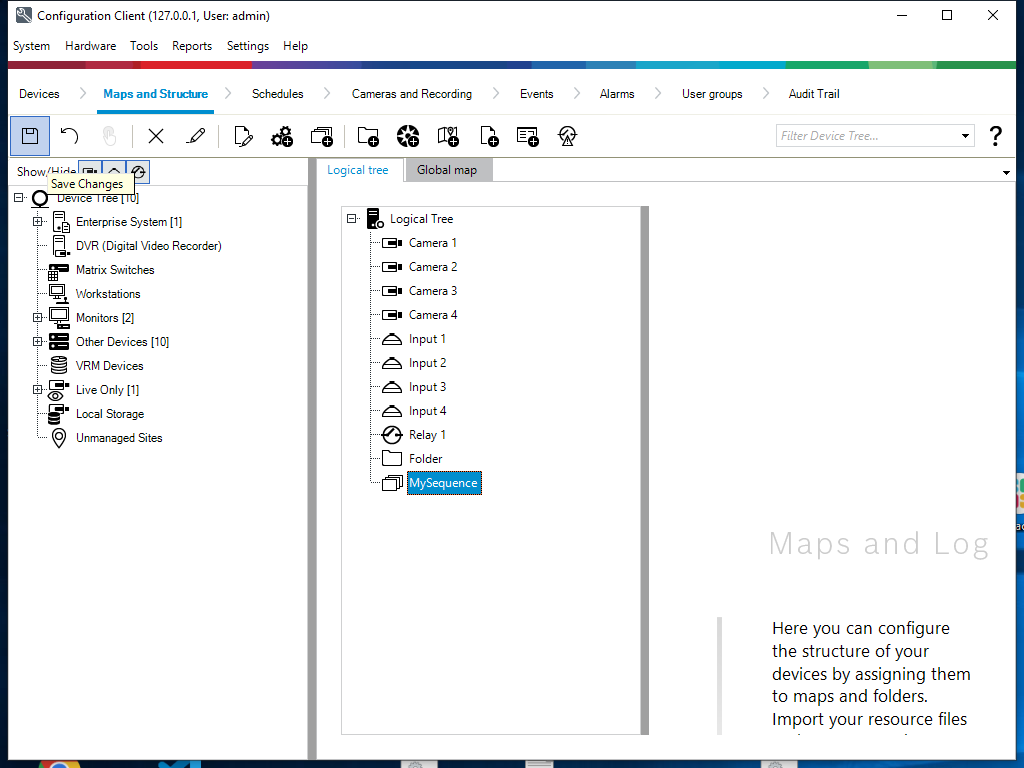 Configuration Client (127.0.0.1, User: admin)
System Hardware Tools Reports Settings Help
Devices Maps and Structure Schedules Cameras and Recording Events Alarms User groups Audit Trail
Filter Device Tree...
Show/Hide
Save Changes
Device Tree [10]
Enterprise System [1]
DVR (Digital Video Recorder)
Matrix Switches
Workstations
Monitors [2]
Other Devices [10]
VRM Devices
Live Only [1]
Local Storage
Unmanaged Sites
Logical tree Global map
Logical Tree
Camera 1
Camera 2
Camera 3
Camera 4
Input 1
Input 2
Input 3
Input 4
Relay 1
Folder
MySequence
Maps and Log
Here you can configure
the structure of your
devices by assigning them
to maps and folders.
Import your resource files